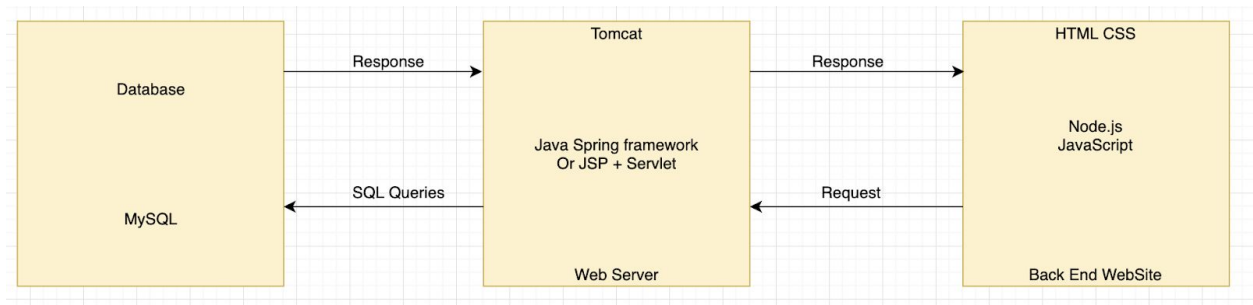 Database
MySQL
Response
SQL Queries
Tomcat
Java Spring framework
Or JSP + Servlet
Web Server
Response
Request
HTML CSS
Node.js
JavaScript
Back End WebSite